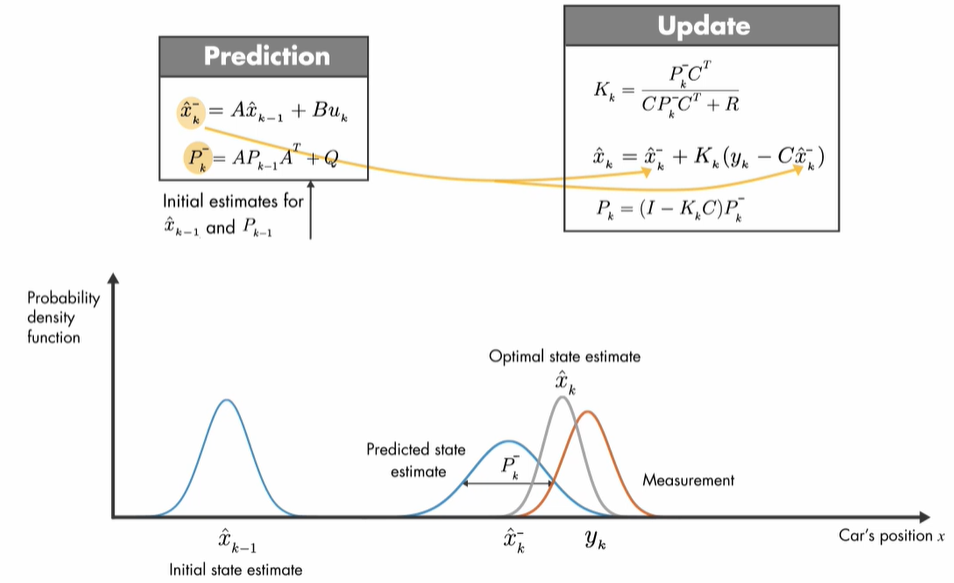 Prediction
x̂ₖ⁻ = Ax̂ₖ₋₁ + Buₖ
Pₖ⁻ = APₖ₋₁Aᵀ + Q
Initial estimates for
x̂ₖ₋₁ and Pₖ₋₁
Update
Kₖ = Pₖ⁻Cᵀ / (CPₖ⁻Cᵀ + R)
x̂ₖ = x̂ₖ⁻ + Kₖ(yₖ − Cx̂ₖ⁻)
Pₖ = (I − KₖC)Pₖ⁻
Probability
density
function
Optimal state estimate
x̂ₖ
Predicted state
estimate
Pₖ⁻
Measurement
x̂ₖ₋₁
x̂ₖ⁻
yₖ
Car's position x
Initial state estimate